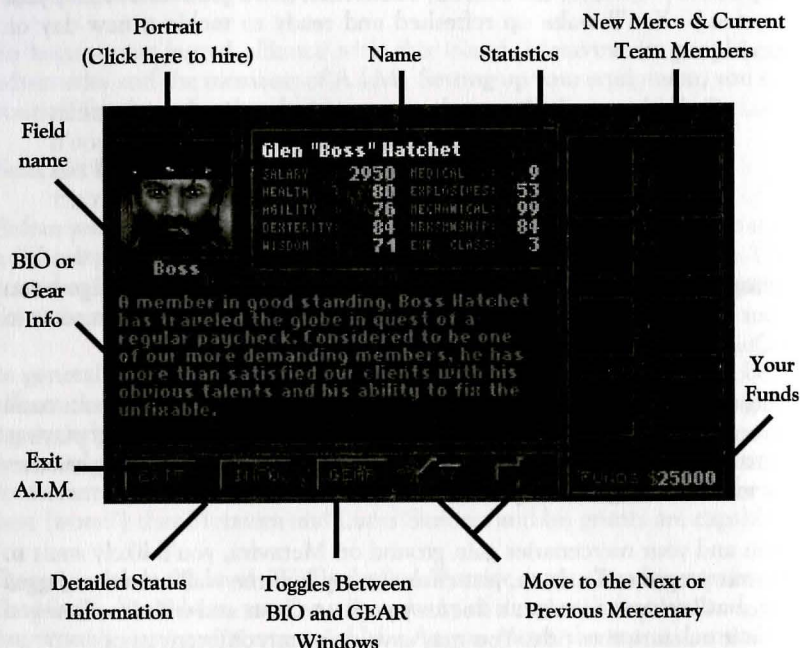 Portrait
(Click here to hire)
Name
Statistics
New Mercs & Current
Team Members
Field
name
BIO or
Gear
Info
Exit
A.I.M.
Glen "Boss" Hatchet
SALARY 2950 MEDICAL 9
HEALTH 80 EXPLOSIVES: 53
AGILITY 76 MECHANICAL: 99
DEXTERITY: 84 MRKSMWSHIP: 84
WISDOM 71 EXP. CLASS: 3
Boss
A member in good standing, Boss Hatchet
has traveled the globe in quest of a
regular paycheck. Considered to be one
of our more demanding members, he has
more than satisfied our clients with his
obvious talents and his ability to fix the
unfixable.
EXIT INFO GEAR
FUNDS $25000
Your
Funds
Detailed Status
Information
Toggles Between
BIO and GEAR
Windows
Move to the Next or
Previous Mercenary